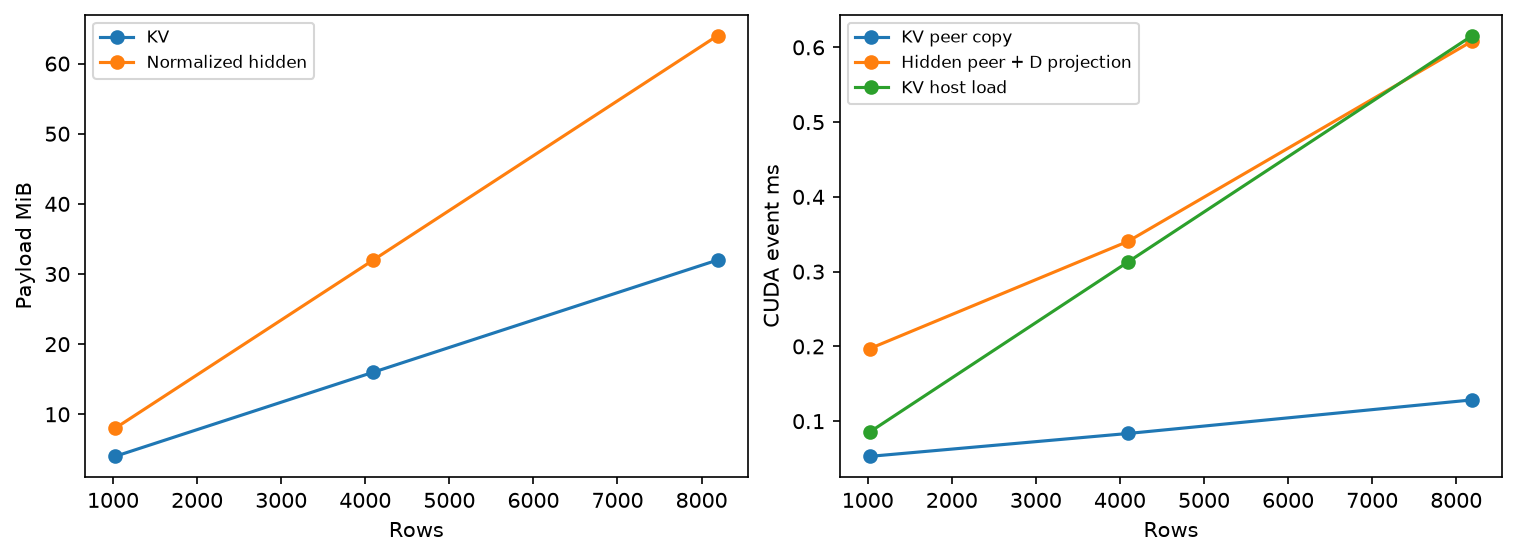 KV
Normalized hidden
60
50
40
30
20
10
Payload MiB
1000 2000 3000 4000 5000 6000 7000 8000
Rows
KV peer copy
Hidden peer + D projection
KV host load
0.6
0.5
0.4
0.3
0.2
0.1
CUDA event ms
1000 2000 3000 4000 5000 6000 7000 8000
Rows